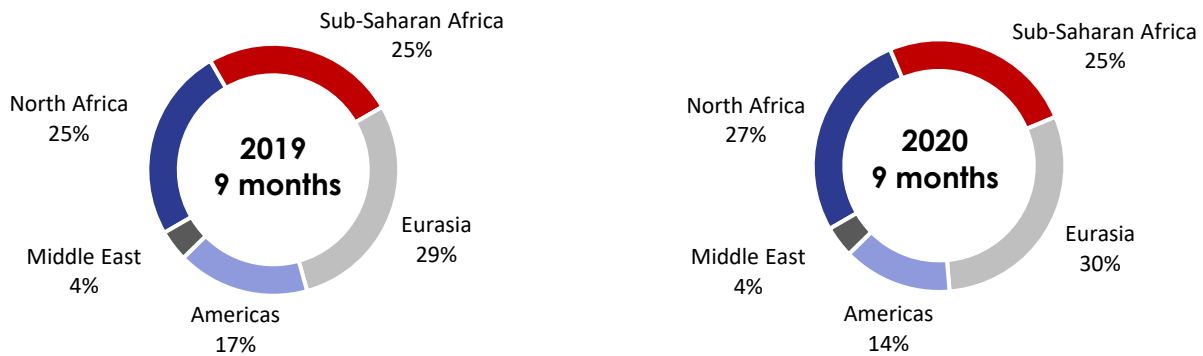 Sub-Saharan Africa
25%
North Africa
25%
2019
9 months
Eurasia
29%
Middle East
4%
Americas
17%
Sub-Saharan Africa
25%
North Africa
27%
2020
9 months
Eurasia
30%
Middle East
4%
Americas
14%